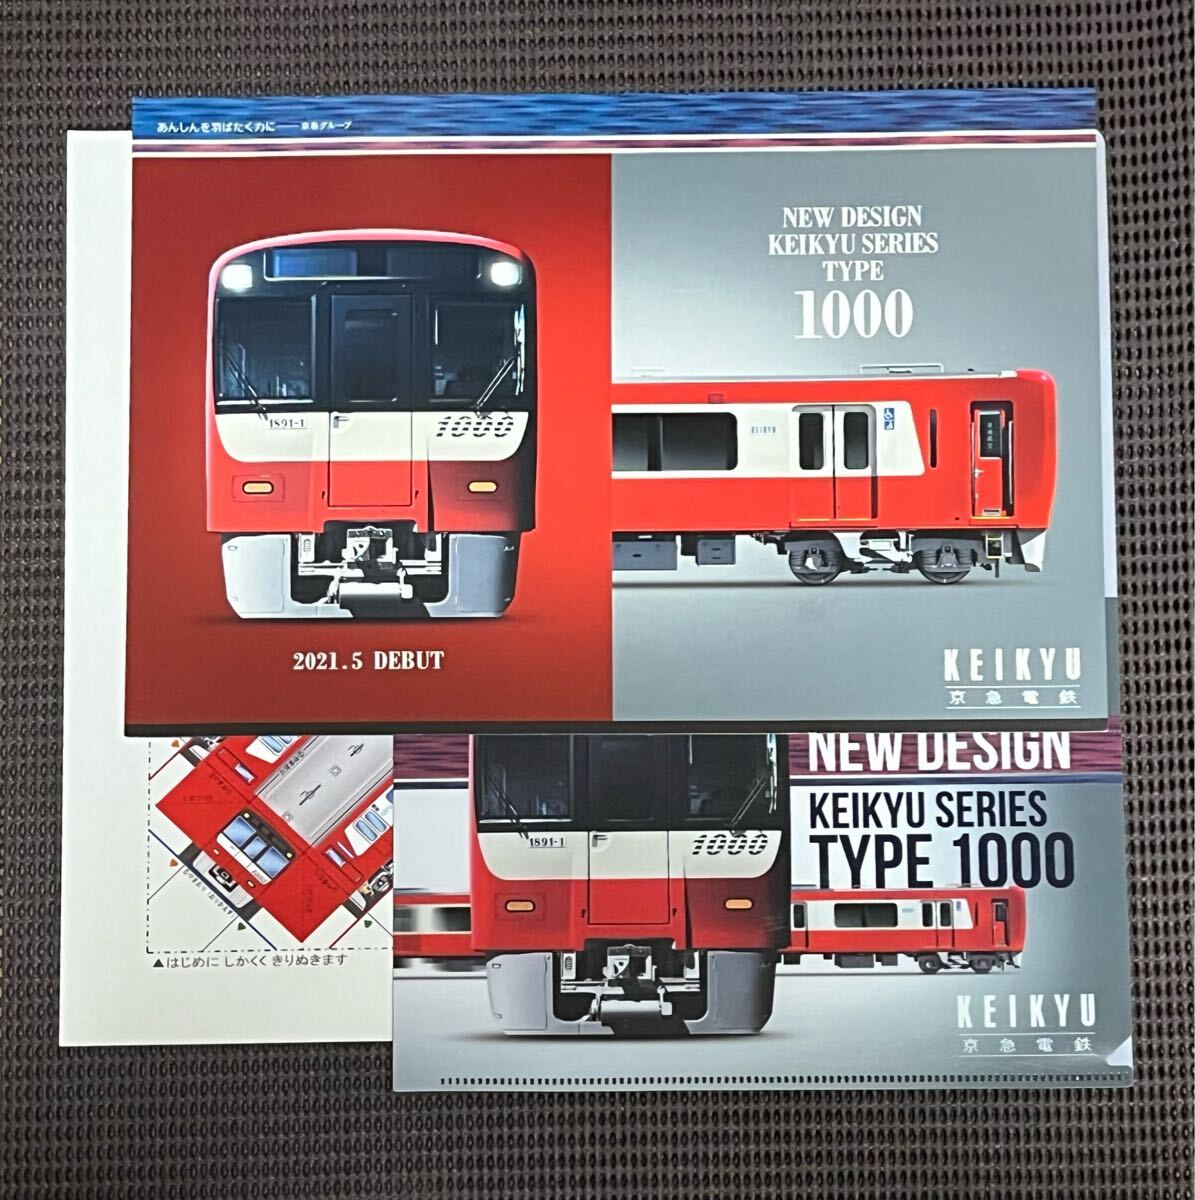 あんしんを羽ばたく力に── 京急グループ
NEW DESIGN
KEIKYU SERIES
TYPE
1000
1891-1
1000
KEIKYU
2021.5 DEBUT
KEIKYU
京急電鉄
NEW DESIGN
KEIKYU SERIES
TYPE 1000
1891-1
1000
▲はじめに しかくく きりぬきます
KEIKYU
京急電鉄